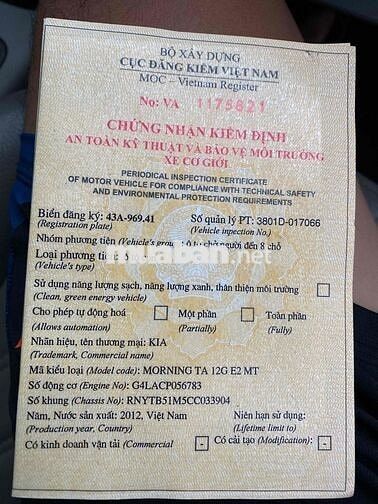 BỘ XÂY DỰNG
CỤC ĐĂNG KIỂM VIỆT NAM
MOC - Vietnam Register
No: VA 1175821
CHỨNG NHẬN KIỂM ĐỊNH
AN TOÀN KỸ THUẬT VÀ BẢO VỆ MÔI TRƯỜNG
XE CƠ GIỚI
PERIODICAL INSPECTION CERTIFICATE
OF MOTOR VEHICLE FOR COMPLIANCE WITH TECHNICAL SAFETY
AND ENVIRONMENTAL PROTECTION REQUIREMENTS
Biển đăng ký: 43A-969.41 Số quản lý PT: 3801D-017066
(Registration plate) (Vehicle inpection No.)
Nhóm phương tiện (Vehicle's group): ô tô chở người đến 8 chỗ
Loại phương tiện
(Vehicle's type)
Sử dụng năng lượng sạch, năng lượng xanh, thân thiện môi trường
(Clean, green energy vehicle)
Cho phép tự động hoá Một phần Toàn phần
(Allows automation) (Partially) (Fully)
Nhãn hiệu, tên thương mại: KIA
(Trademark, Commercial name)
Mã kiểu loại (Model code): MORNING TA 12G E2 MT
Số động cơ (Engine No): G4LACP056783
Số khung (Chassis No): RNYTB51M5CC033904
Năm, Nước sản xuất: 2012, Việt Nam Niên hạn sử dụng:
(Production year, Country) (Lifetime limit to)
Có kinh doanh vận tải (Commercial - Có cải tạo (Modification): -